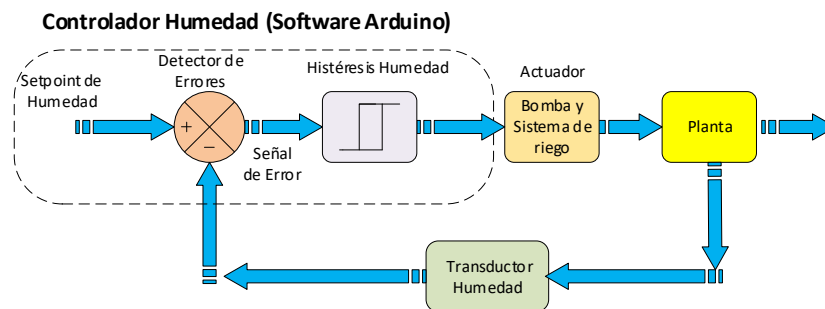 Controlador Humedad (Software Arduino)
Setpoint de
Humedad
Detector de
Errores
+
−
Señal
de Error
Histéresis Humedad
Actuador
Bomba y
Sistema de
riego
Planta
Transductor
Humedad